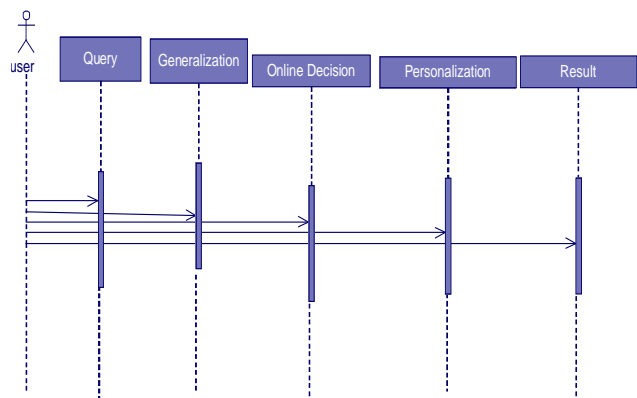 user
Query
Generalization
Online Decision
Personalization
Result